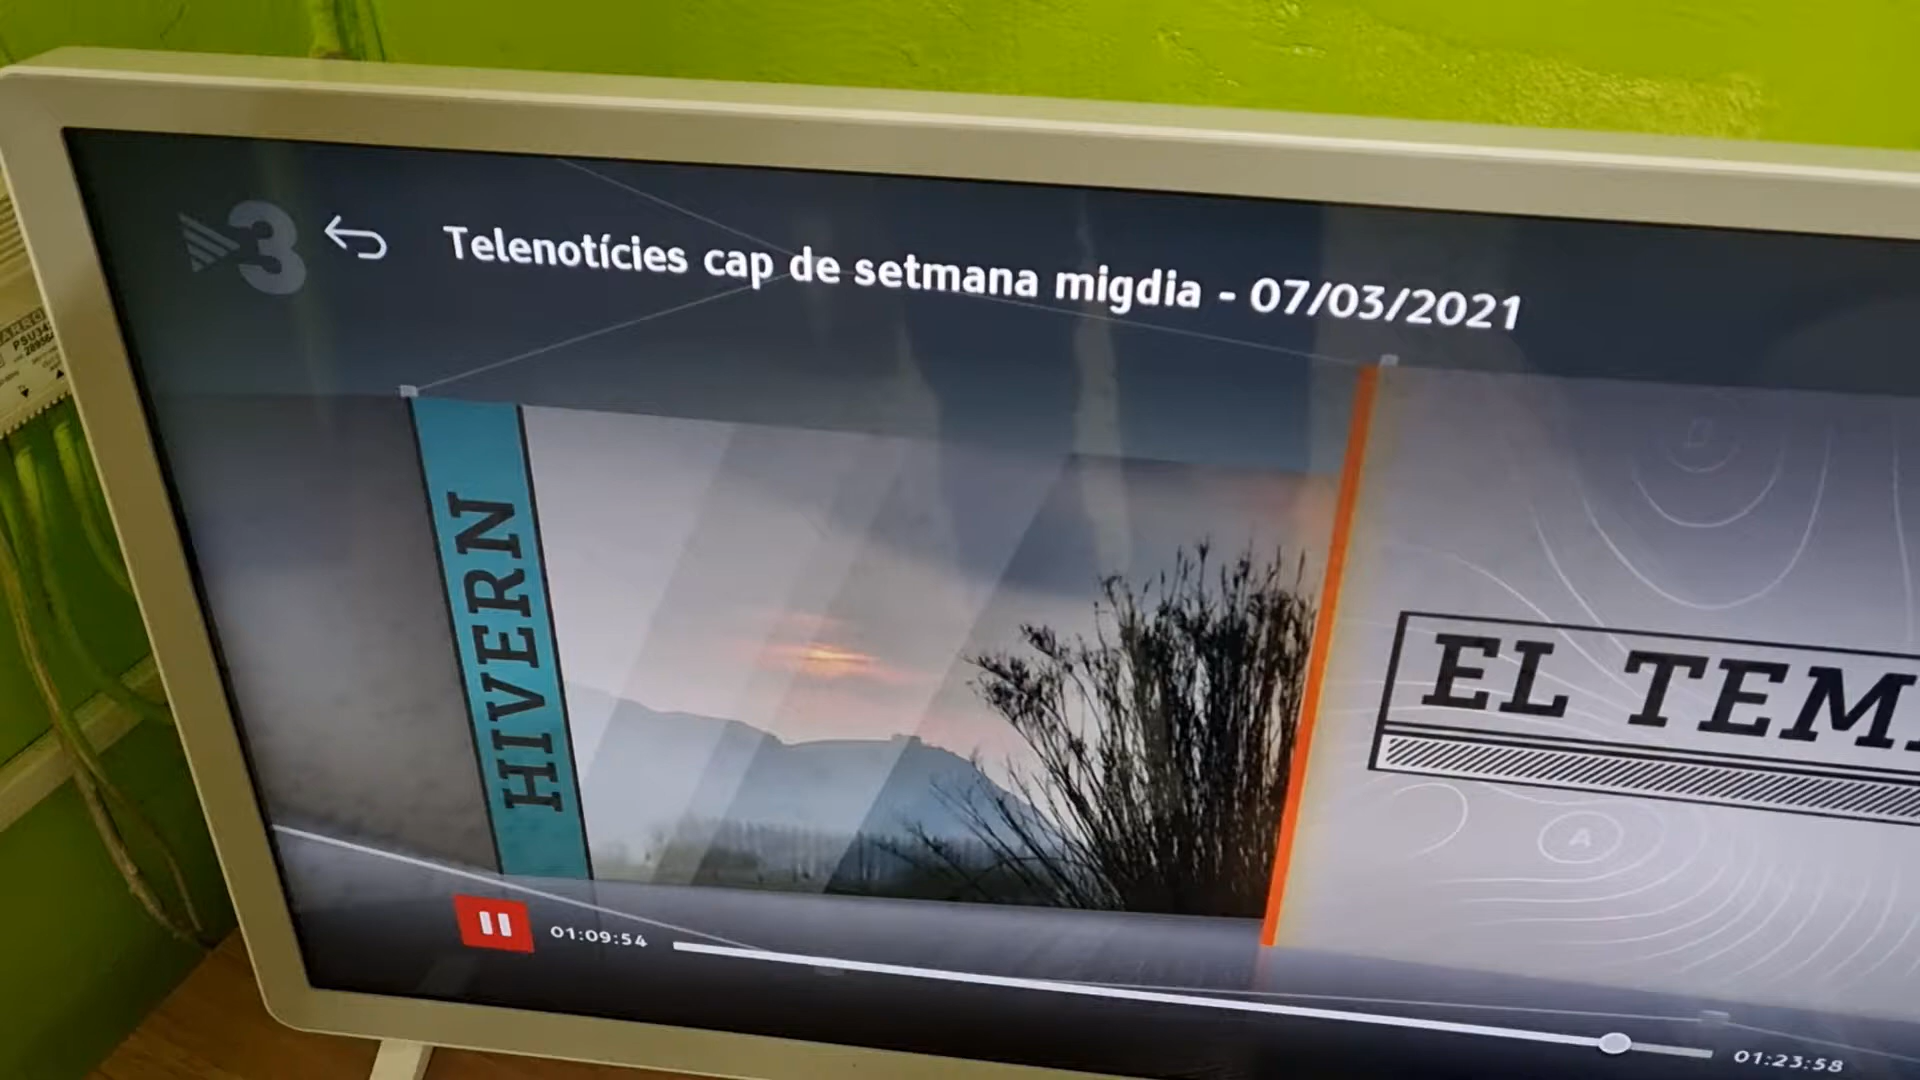 3
Telenotícies cap de setmana migdia - 07/03/2021
HIVERN
EL TEM
A
01:09:54
01:23:58